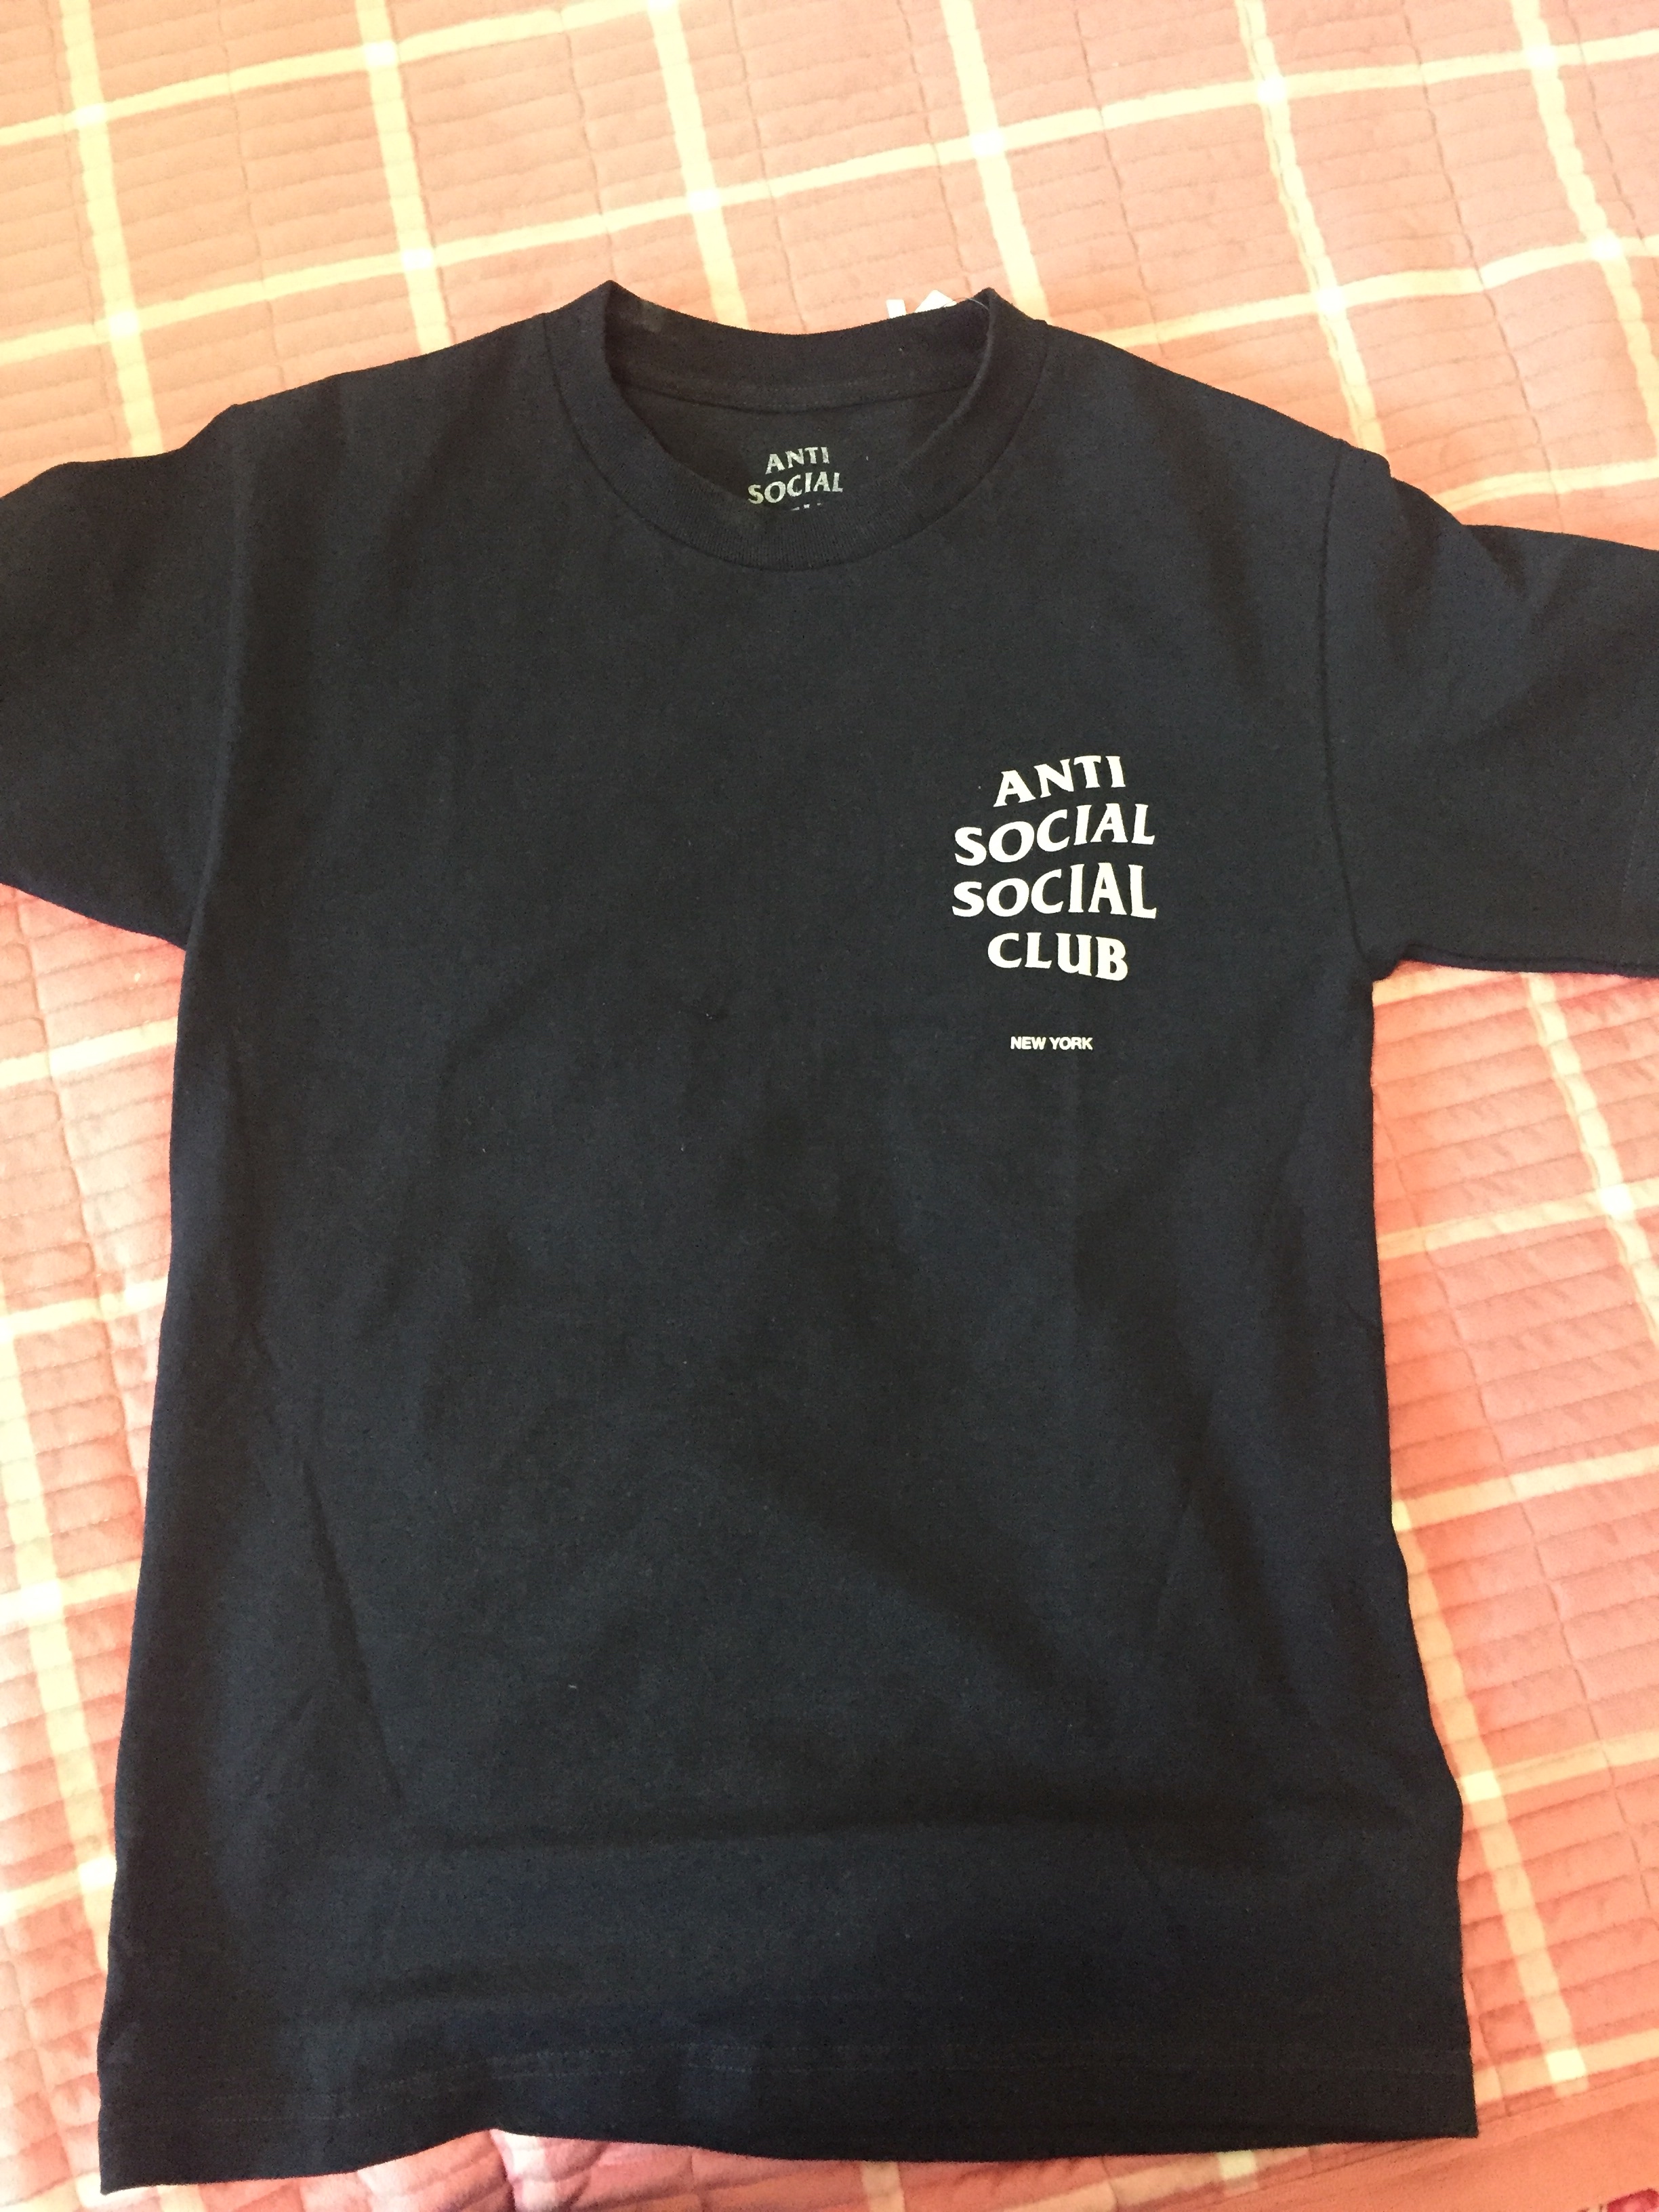 ANTI
SOCIAL
ANTI
SOCIAL
SOCIAL
CLUB
NEW YORK